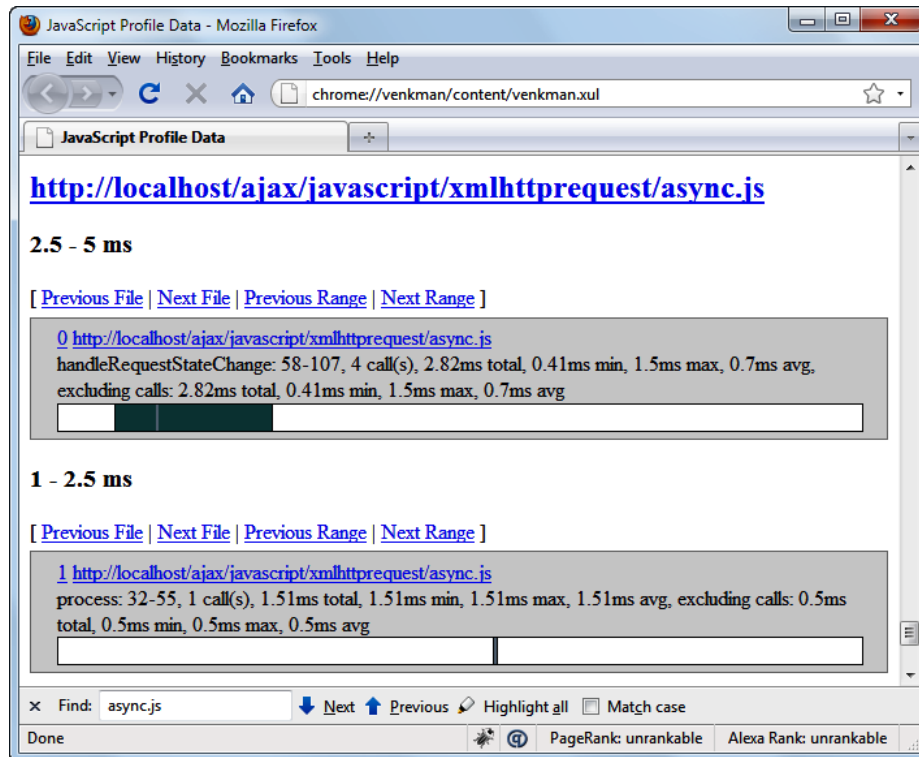 JavaScript Profile Data - Mozilla Firefox
File Edit View History Bookmarks Tools Help
chrome://venkman/content/venkman.xul
JavaScript Profile Data
http://localhost/ajax/javascript/xmlhttprequest/async.js
2.5 - 5 ms
[ Previous File | Next File | Previous Range | Next Range ]
0 http://localhost/ajax/javascript/xmlhttprequest/async.js
handleRequestStateChange: 58-107, 4 call(s), 2.82ms total, 0.41ms min, 1.5ms max, 0.7ms avg,
excluding calls: 2.82ms total, 0.41ms min, 1.5ms max, 0.7ms avg
1 - 2.5 ms
[ Previous File | Next File | Previous Range | Next Range ]
1 http://localhost/ajax/javascript/xmlhttprequest/async.js
process: 32-55, 1 call(s), 1.51ms total, 1.51ms min, 1.51ms max, 1.51ms avg, excluding calls: 0.5ms
total, 0.5ms min, 0.5ms max, 0.5ms avg
× Find: async.js Next Previous Highlight all Match case
Done PageRank: unrankable Alexa Rank: unrankable